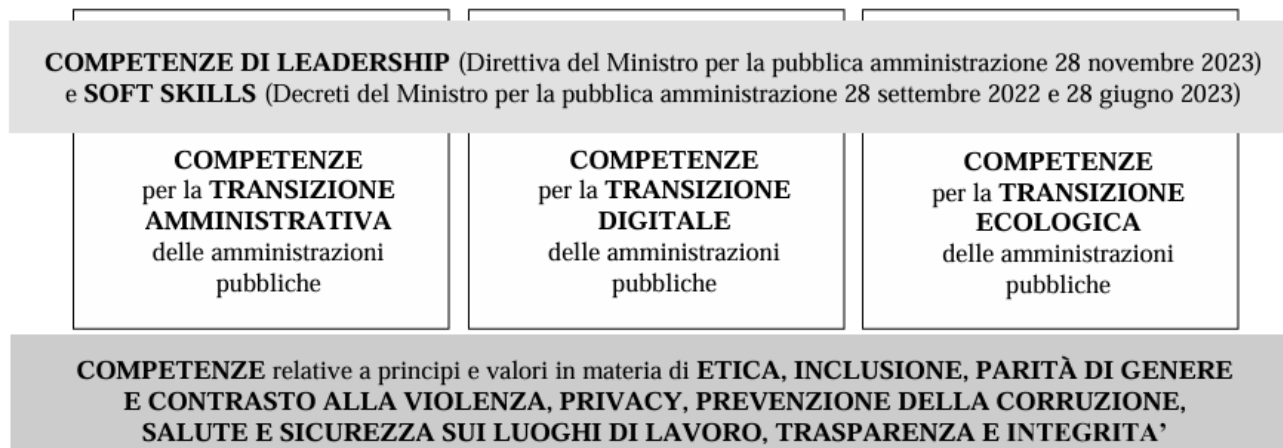 COMPETENZE DI LEADERSHIP (Direttiva del Ministro per la pubblica amministrazione 28 novembre 2023)
e SOFT SKILLS (Decreti del Ministro per la pubblica amministrazione 28 settembre 2022 e 28 giugno 2023)
COMPETENZE
per la TRANSIZIONE
AMMINISTRATIVA
delle amministrazioni
pubbliche
COMPETENZE
per la TRANSIZIONE
DIGITALE
delle amministrazioni
pubbliche
COMPETENZE
per la TRANSIZIONE
ECOLOGICA
delle amministrazioni
pubbliche
COMPETENZE relative a principi e valori in materia di ETICA, INCLUSIONE, PARITÀ DI GENERE
E CONTRASTO ALLA VIOLENZA, PRIVACY, PREVENZIONE DELLA CORRUZIONE,
SALUTE E SICUREZZA SUI LUOGHI DI LAVORO, TRASPARENZA E INTEGRITA’